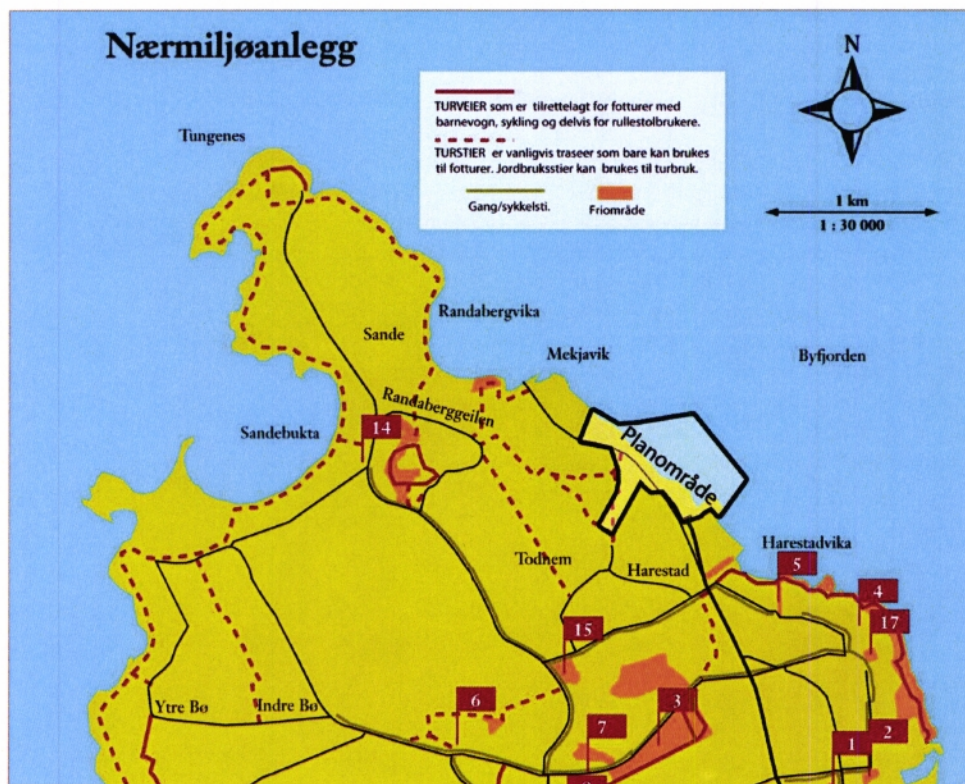 Nærmiljøanlegg
N
TURVEIER som er tilrettelagt for fotturer med
barnevogn, sykling og delvis for rullestolbrukere.
TURSTIER er vanligvis traseer som bare kan brukes
til fotturer. Jordbruksstier kan brukes til turbruk.
Gang/sykkelsti.
Friområde
1 km
1 : 30 000
Tungenes
Randabergvika
Sande
Mekjavik
Byfjorden
Randaberggeilen
Sandebukta
14
Planområde
Harestadvika
Todnem
Harestad
5
4
17
15
Ytre Bø
Indre Bø
6
3
7
2
1